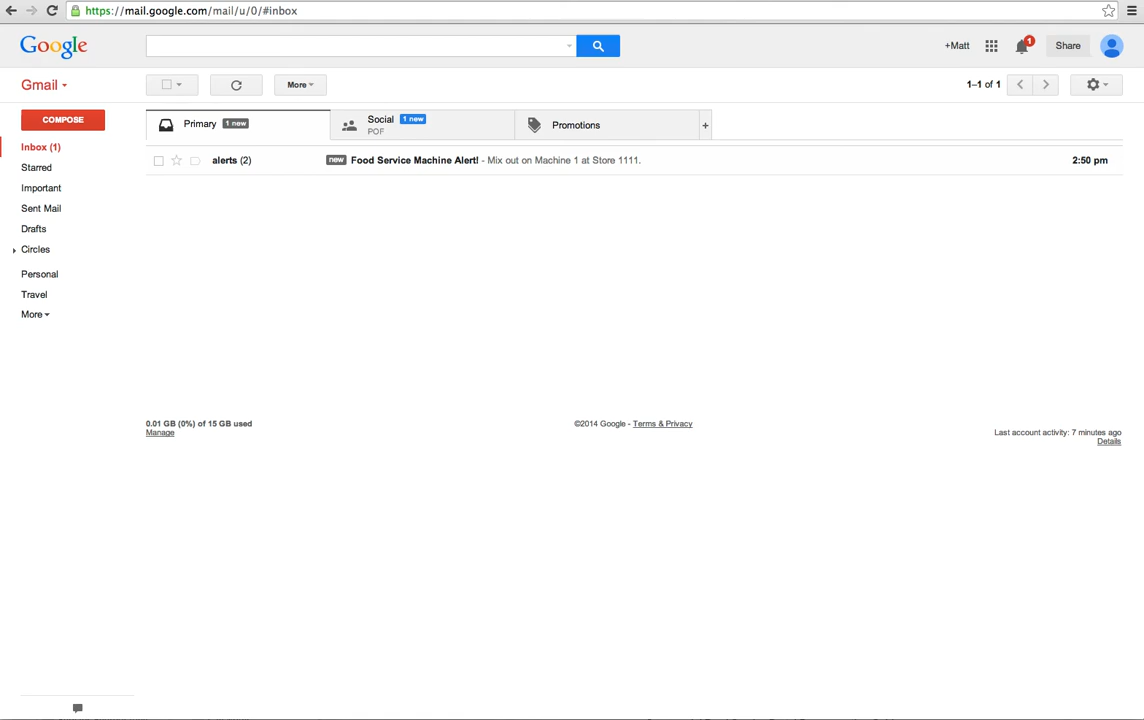 https://mail.google.com/mail/u/0/#inbox
Google
+Matt
1
Share
Gmail
More
1–1 of 1
COMPOSE
Primary 1 new
Social 1 new
POF
Promotions
+
Inbox (1)
alerts (2) new Food Service Machine Alert! - Mix out on Machine 1 at Store 1111. 2:50 pm
Starred
Important
Sent Mail
Drafts
Circles
Personal
Travel
More
0.01 GB (0%) of 15 GB used
Manage
©2014 Google - Terms & Privacy
Last account activity: 7 minutes ago
Details